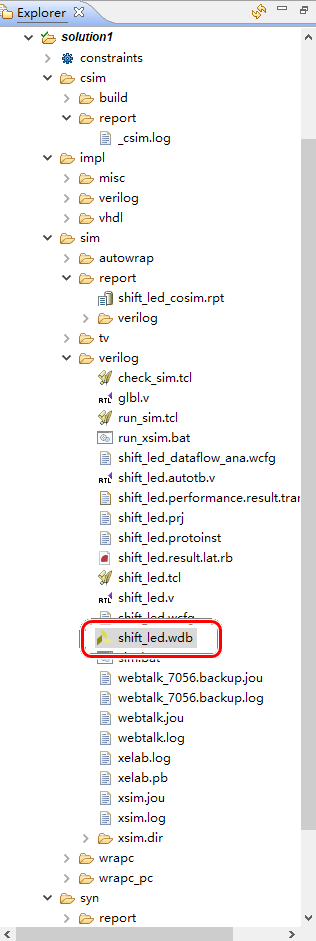 Explorer
solution1
constraints
csim
build
report
_csim.log
impl
misc
verilog
vhdl
sim
autowrap
report
shift_led_cosim.rpt
verilog
tv
verilog
check_sim.tcl
glbl.v
run_sim.tcl
run_xsim.bat
shift_led_dataflow_ana.wcfg
shift_led.autotb.v
shift_led.performance.result.tran
shift_led.prj
shift_led.protoinst
shift_led.result.lat.rb
shift_led.tcl
shift_led.v
shift_led.wcfg
shift_led.wdb
sim.bat
webtalk_7056.backup.jou
webtalk_7056.backup.log
webtalk.jou
webtalk.log
xelab.log
xelab.pb
xsim.jou
xsim.log
xsim.dir
wrapc
wrapc_pc
syn
report